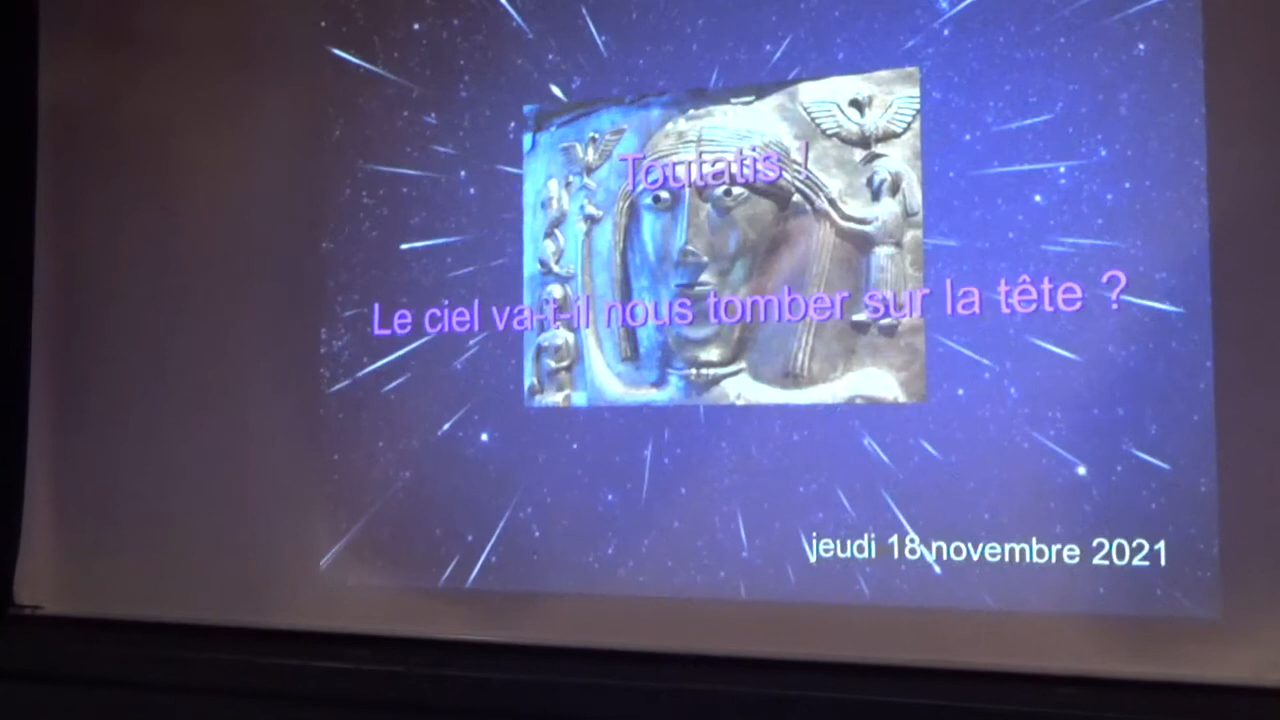 Toutatis !
Le ciel va-t-il nous tomber sur la tête ?
jeudi 18 novembre 2021